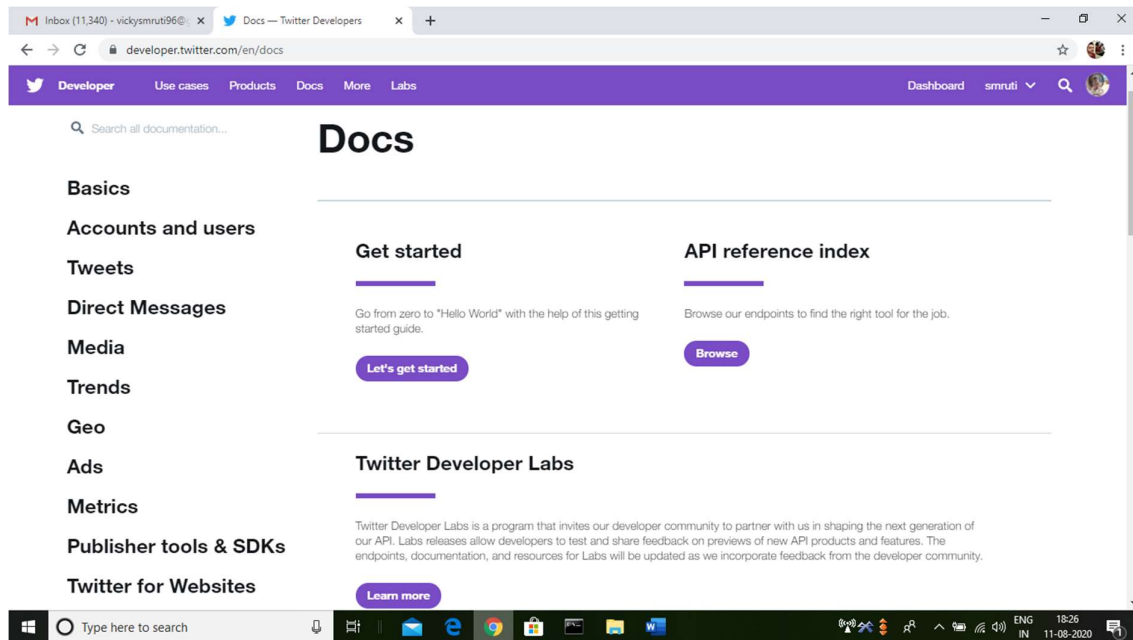 Inbox (11,340) - vickysmruti96@g
Docs — Twitter Developers
developer.twitter.com/en/docs
Developer Use cases Products Docs More Labs Dashboard smruti
Search all documentation...
Docs
Basics
Accounts and users
Tweets
Direct Messages
Media
Trends
Geo
Ads
Metrics
Publisher tools & SDKs
Twitter for Websites
Get started
Go from zero to "Hello World" with the help of this getting
started guide.
Let's get started
API reference index
Browse our endpoints to find the right tool for the job.
Browse
Twitter Developer Labs
Twitter Developer Labs is a program that invites our developer community to partner with us in shaping the next generation of
our API. Labs releases allow developers to test and share feedback on previews of new API products and features. The
endpoints, documentation, and resources for Labs will be updated as we incorporate feedback from the developer community.
Learn more
Type here to search
ENG
IN
18:26
11-08-2020